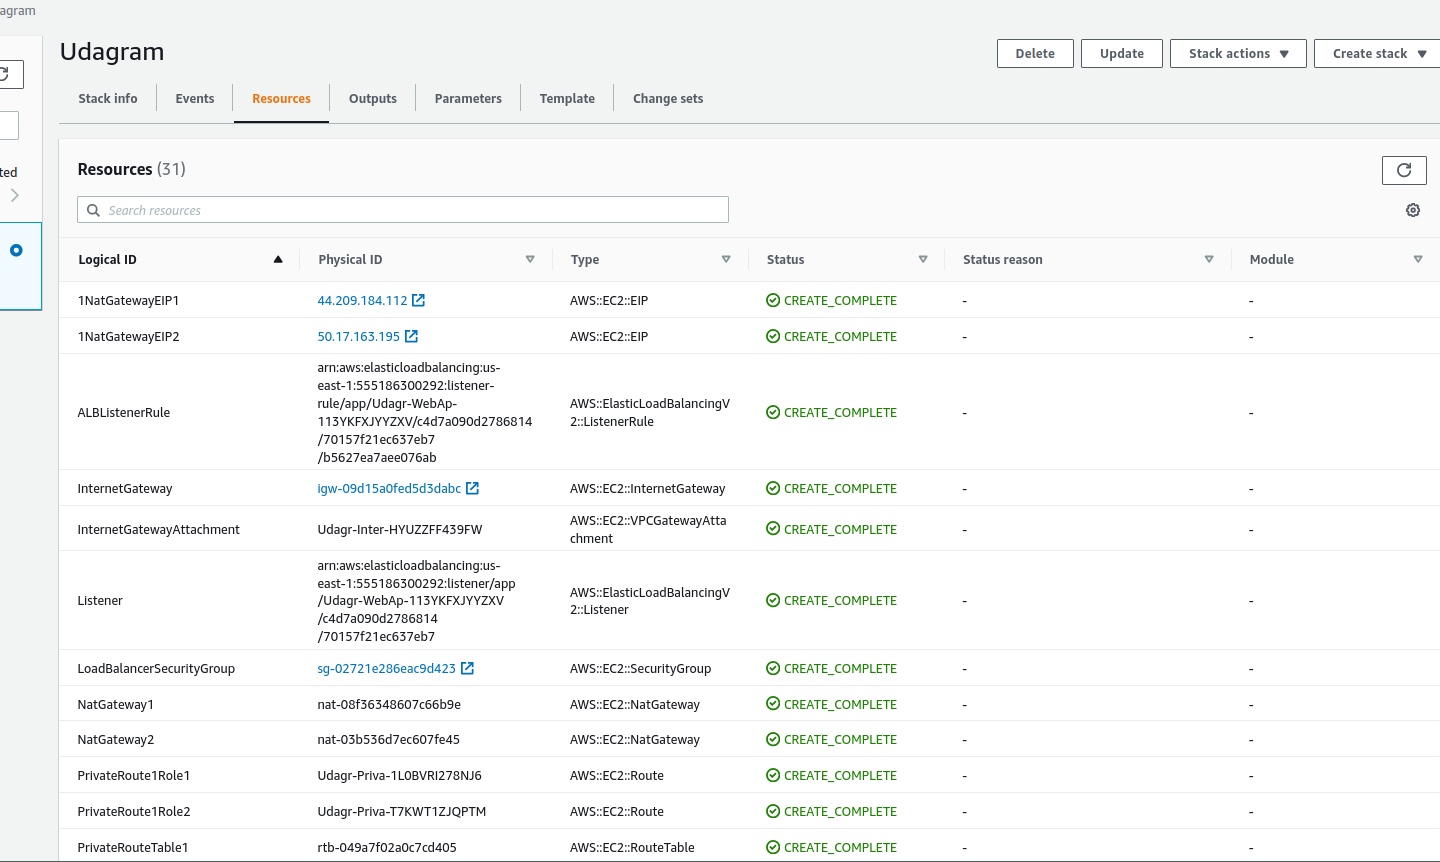 agram
Udagram
Delete
Update
Stack actions
Create stack
Stack info
Events
Resources
Outputs
Parameters
Template
Change sets
ted
Resources (31)
Search resources
Logical ID
Physical ID
Type
Status
Status reason
Module
1NatGatewayEIP1
44.209.184.112
AWS::EC2::EIP
CREATE_COMPLETE
-
-
1NatGatewayEIP2
50.17.163.195
AWS::EC2::EIP
CREATE_COMPLETE
-
-
ALBListenerRule
arn:aws:elasticloadbalancing:us-
east-1:555186300292:listener-
rule/app/Udagr-WebAp-
113YKFXJYYZXV/c4d7a090d2786814
/70157f21ec637eb7
/b5627ea7aee076ab
AWS::ElasticLoadBalancingV
2::ListenerRule
CREATE_COMPLETE
-
-
InternetGateway
igw-09d15a0fed5d3dabc
AWS::EC2::InternetGateway
CREATE_COMPLETE
-
-
InternetGatewayAttachment
Udagr-Inter-HYUZZFF439FW
AWS::EC2::VPCGatewayAtta
chment
CREATE_COMPLETE
-
-
Listener
arn:aws:elasticloadbalancing:us-
east-1:555186300292:listener/app
/Udagr-WebAp-113YKFXJYYZXV
/c4d7a090d2786814
/70157f21ec637eb7
AWS::ElasticLoadBalancingV
2::Listener
CREATE_COMPLETE
-
-
LoadBalancerSecurityGroup
sg-02721e286eac9d423
AWS::EC2::SecurityGroup
CREATE_COMPLETE
-
-
NatGateway1
nat-08f36348607c66b9e
AWS::EC2::NatGateway
CREATE_COMPLETE
-
-
NatGateway2
nat-03b536d7ec607fe45
AWS::EC2::NatGateway
CREATE_COMPLETE
-
-
PrivateRoute1Role1
Udagr-Priva-1L0BVRI278NJ6
AWS::EC2::Route
CREATE_COMPLETE
-
-
PrivateRoute1Role2
Udagr-Priva-T7KWT1ZJQPTM
AWS::EC2::Route
CREATE_COMPLETE
-
-
PrivateRouteTable1
rtb-049a7f02a0c7cd405
AWS::EC2::RouteTable
CREATE_COMPLETE
-
-